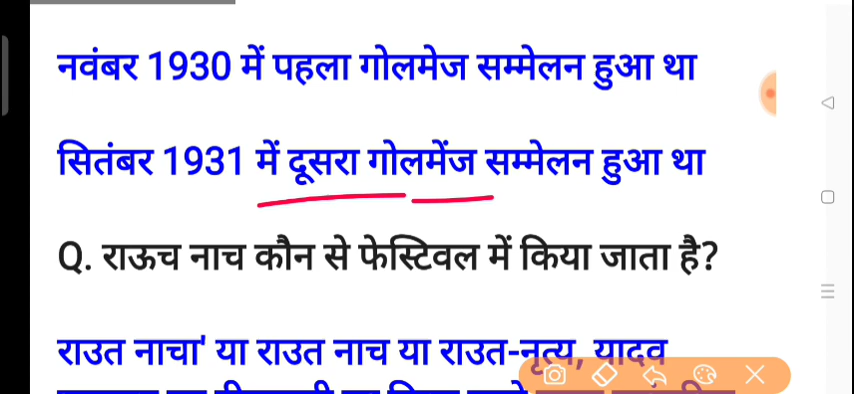 नवंबर 1930 में पहला गोलमेज सम्मेलन हुआ था
सितंबर 1931 में दूसरा गोलमेंज सम्मेलन हुआ था
Q. राऊच नाच कौन से फेस्टिवल में किया जाता है?
राउत नाचा' या राउत नाच या राउत-नृत्य, यादव